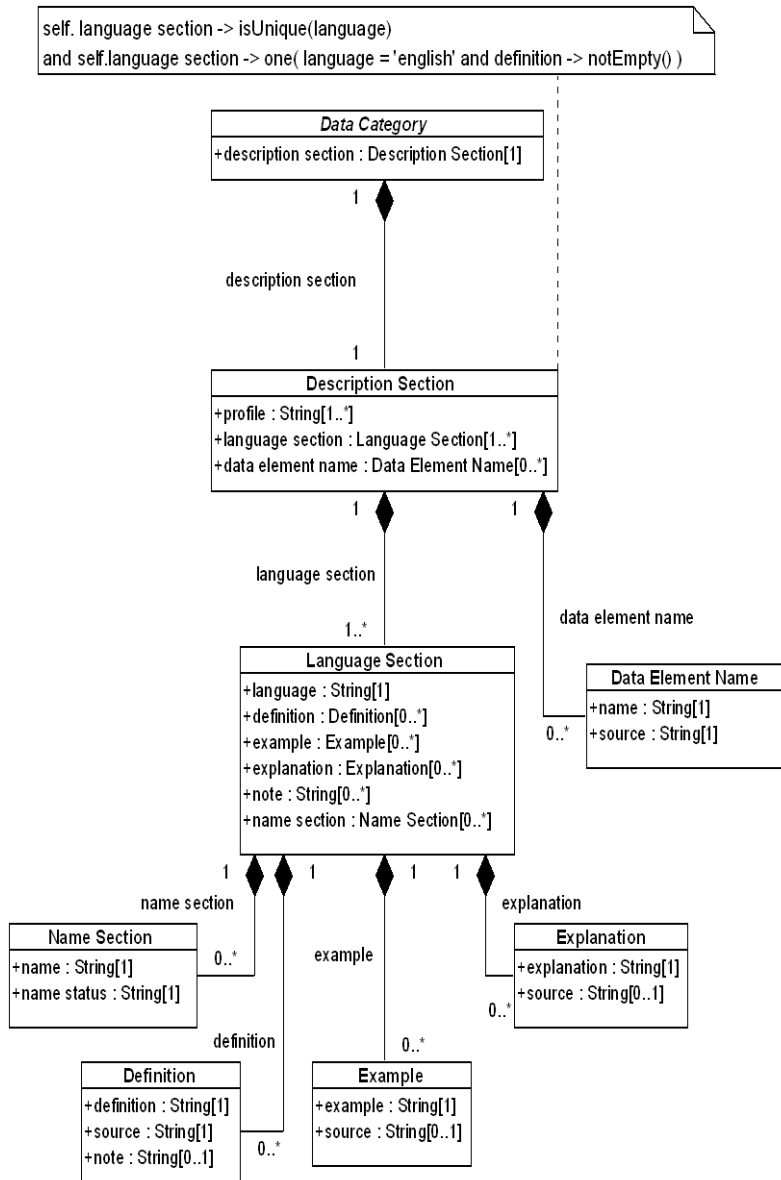 self. language section -> isUnique(language)
and self.language section -> one( language = 'english' and definition -> notEmpty() )
Data Category
+description section : Description Section[1]
1
description section
1
Description Section
+profile : String[1..*]
+language section : Language Section[1..*]
+data element name : Data Element Name[0..*]
1
1
language section
data element name
1..*
Language Section
+language : String[1]
+definition : Definition[0..*]
+example : Example[0..*]
+explanation : Explanation[0..*]
+note : String[0..*]
+name section : Name Section[0..*]
Data Element Name
+name : String[1]
+source : String[1]
0..*
1
1
1
1
name section
explanation
Name Section
+name : String[1]
+name status : String[1]
0..*
example
Explanation
+explanation : String[1]
+source : String[0..1]
0..*
definition
0..*
Definition
+definition : String[1]
+source : String[1]
+note : String[0..1]
0..*
Example
+example : String[1]
+source : String[0..1]